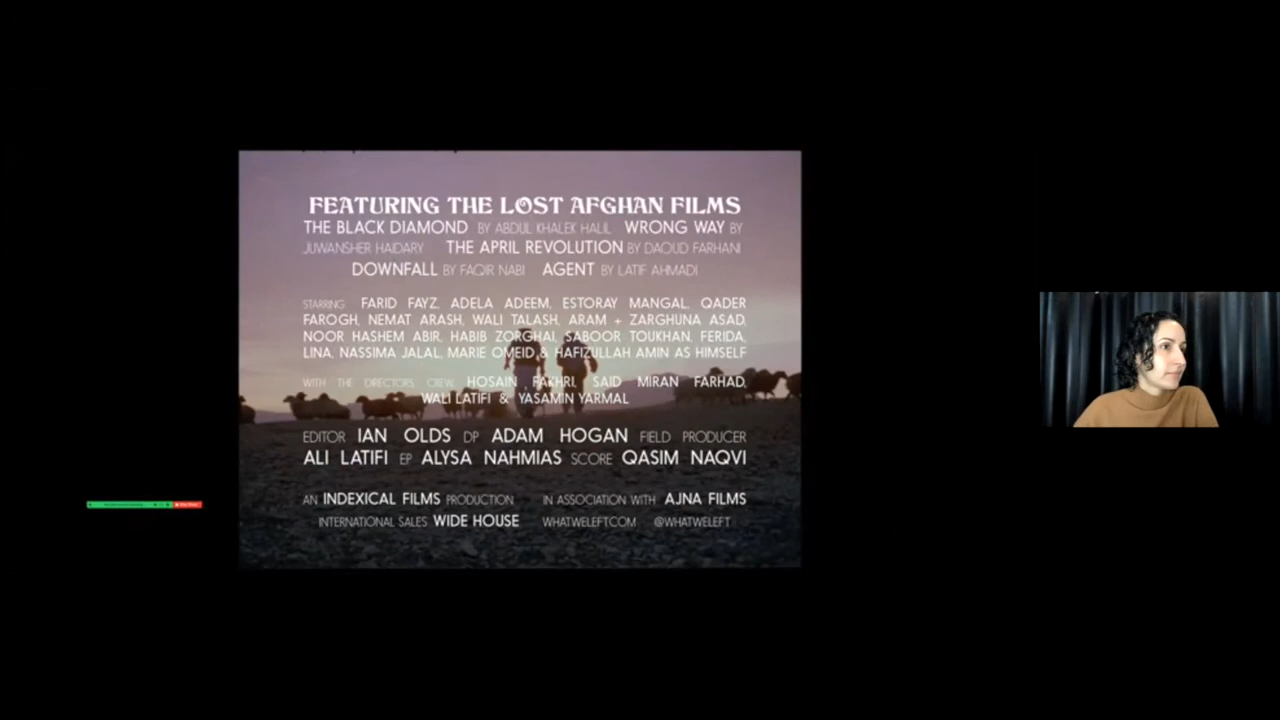 FEATURING THE LOST AFGHAN FILMS
THE BLACK DIAMOND BY ABDUL KHALEK HALIL WRONG WAY BY
JUWANSHER HAIDARY THE APRIL REVOLUTION BY DAOUD FARHANI
DOWNFALL BY FAQIR NABI AGENT BY LATIF AHMADI
STARRING FARID FAYZ, ADELA ADEEM, ESTORAY MANGAL, QADER
FAROGH, NEMAT ARASH, WALI TALASH, ARAM + ZARGHUNA ASAD,
NOOR HASHEM ABIR, HABIB ZORGHAI, SABOOR TOUKHAN, FERIDA,
LINA, NASSIMA JALAL, MARIE OMEID & HAFIZULLAH AMIN AS HIMSELF
WITH THE DIRECTORS CREW HOSAIN FAKHRI, SAID MIRAN FARHAD,
WALI LATIFI & YASAMIN YARMAL
EDITOR IAN OLDS DP ADAM HOGAN FIELD PRODUCER
ALI LATIFI EP ALYSA NAHMIAS SCORE QASIM NAQVI
AN INDEXICAL FILMS PRODUCTION IN ASSOCIATION WITH AJNA FILMS
INTERNATIONAL SALES WIDE HOUSE WHATWELEFT.COM @WHATWELEFT